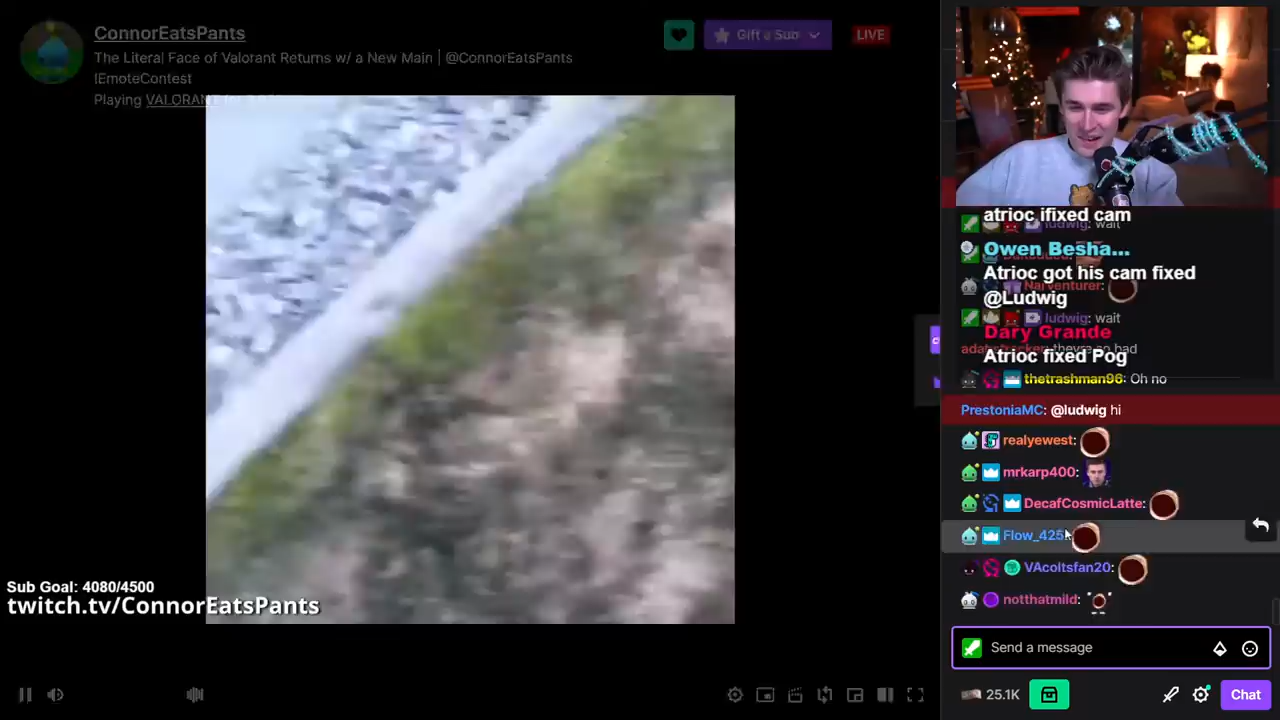 ConnorEatsPants
The Literal Face of Valorant Returns w/ a New Main | @ConnorEatsPants
!EmoteContest
Playing VALORANT
Gift a Sub
LIVE
Sub Goal: 4080/4500
twitch.tv/ConnorEatsPants
atrioc ifixed cam
ludwig: wait
Owen Besha...
Atrioc got his cam fixed
@Ludwig
Narventurer:
ludwig: wait
Dary Grande
Atrioc fixed Pog
thetrashman96: Oh no
PrestoniaMC: @ludwig hi
realyewest:
mrkarp400:
DecafCosmicLatte:
Flow_425
VAcoltsfan20:
notthatmild:
Send a message
25.1K
Chat